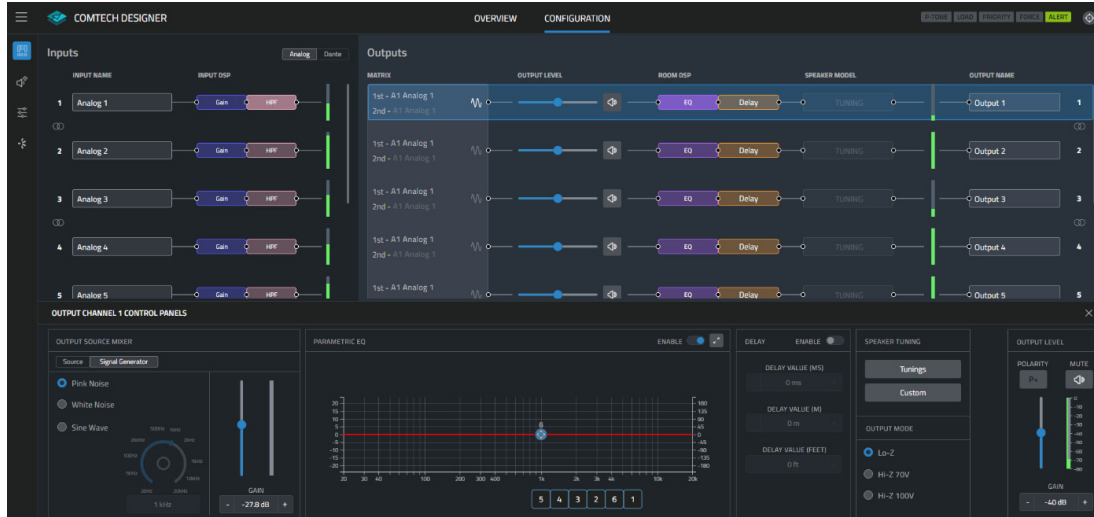 COMTECH DESIGNER
OVERVIEW CONFIGURATION
P-TONE LOAD PRIORITY FORCE ALERT
Inputs
Analog Dante
INPUT NAME INPUT DSP
1 Analog 1 Gain HPF
2 Analog 2 Gain HPF
3 Analog 3 Gain HPF
4 Analog 4 Gain HPF
5 Analog 5 Gain HPF
Outputs
MATRIX OUTPUT LEVEL ROOM DSP SPEAKER MODEL OUTPUT NAME
1st - A1 Analog 1
2nd - A1 Analog 1
EQ Delay TUNING Output 1 1
1st - A1 Analog 1
2nd - A1 Analog 1
EQ Delay TUNING Output 2 2
1st - A1 Analog 1
2nd - A1 Analog 1
EQ Delay TUNING Output 3 3
1st - A1 Analog 1
2nd - A1 Analog 1
EQ Delay TUNING Output 4 4
1st - A1 Analog 1
EQ Delay TUNING Output 5 5
OUTPUT CHANNEL 1 CONTROL PANELS
OUTPUT SOURCE MIXER
Source Signal Generator
Pink Noise
White Noise
Sine Wave
1 kHz
GAIN
- -27.8 dB +
PARAMETRIC EQ ENABLE
20
15
10
5
0
-5
-10
-15
-20
180
135
90
45
0
-45
-90
-135
-180
20 30 40 100 200 300 400 1k 2k 3k 4k 10k 20k
5 4 3 2 6 1
DELAY ENABLE
DELAY VALUE (MS)
0 ms
DELAY VALUE (M)
0 m
DELAY VALUE (FEET)
0 ft
SPEAKER TUNING
Tunings
Custom
OUTPUT MODE
Lo-Z
Hi-Z 70V
Hi-Z 100V
OUTPUT LEVEL
POLARITY MUTE
P+
0
-10
-20
-30
-40
-50
-60
-70
-80
GAIN
- -40 dB +